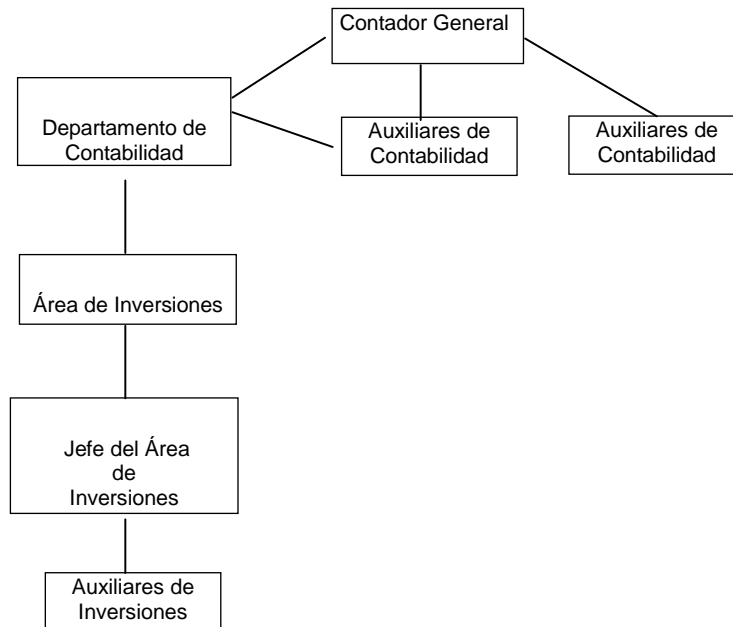 Contador General
Departamento de
Contabilidad
Auxiliares de
Contabilidad
Auxiliares de
Contabilidad
Área de Inversiones
Jefe del Área
de
Inversiones
Auxiliares de
Inversiones